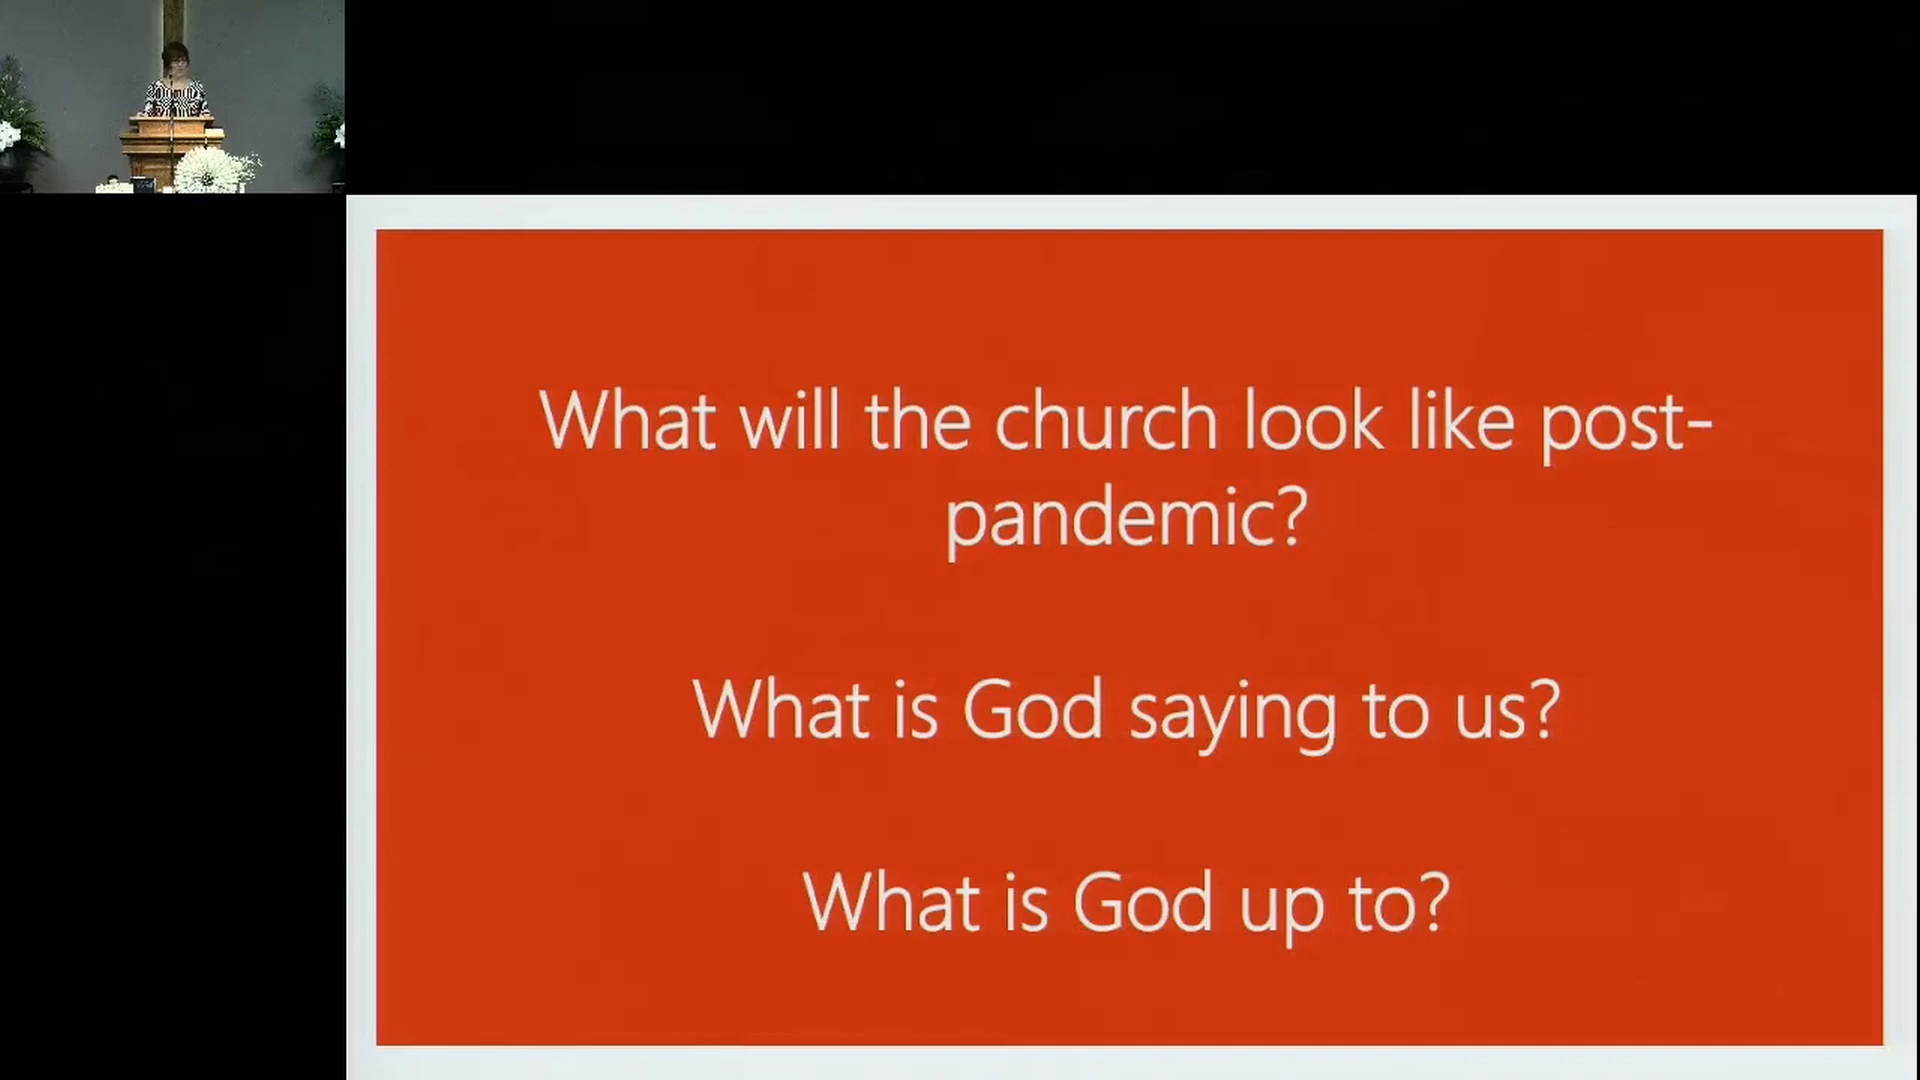 What will the church look like post-
pandemic?
What is God saying to us?
What is God up to?